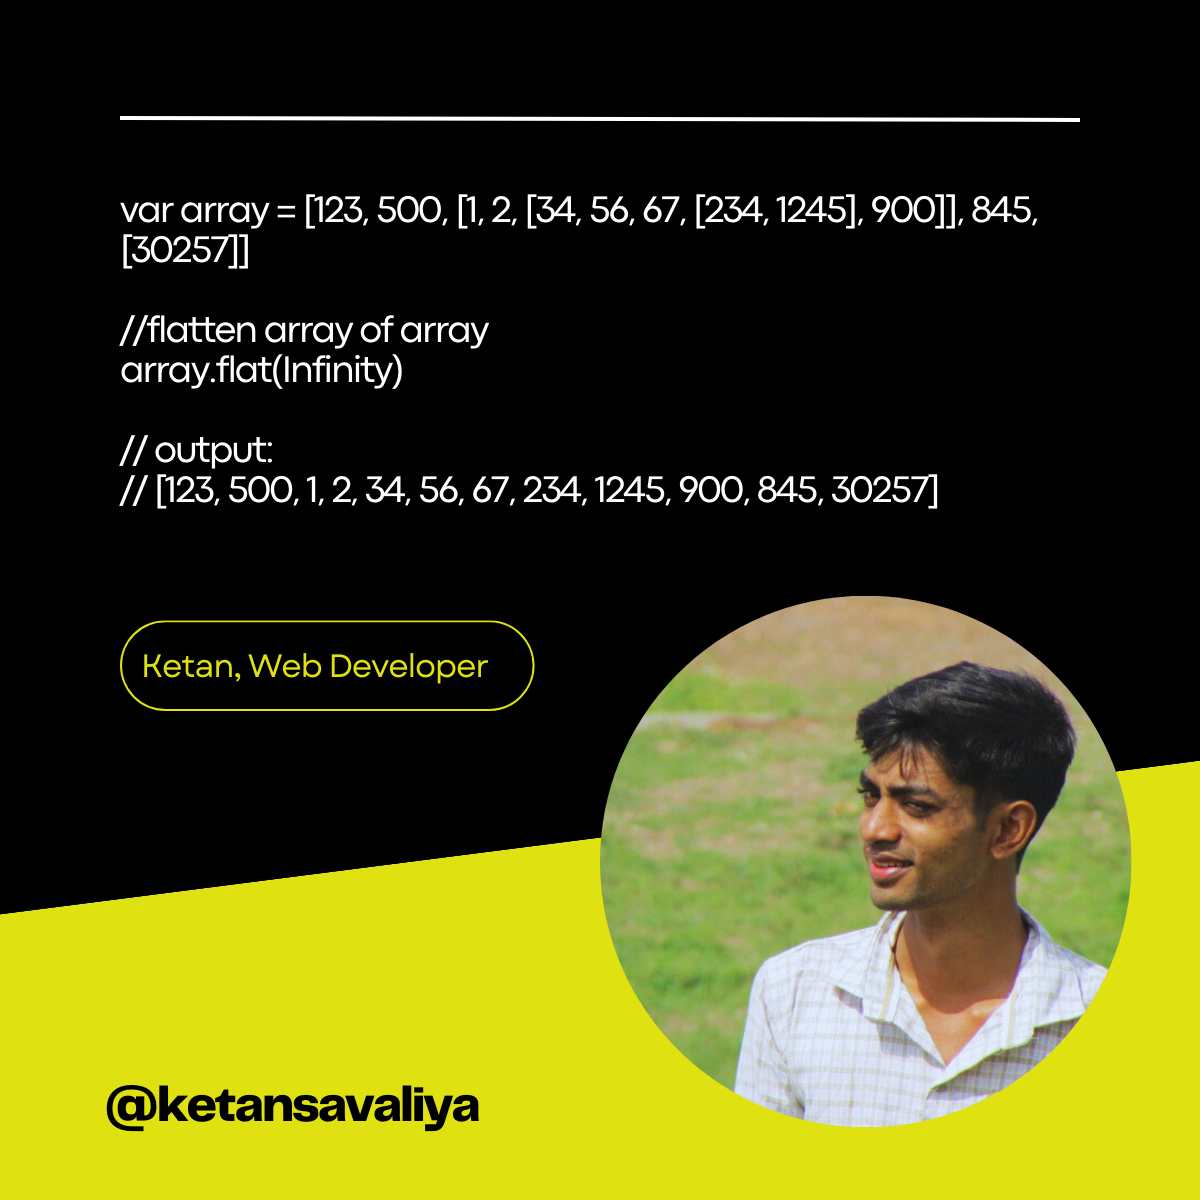 var array = [123, 500, [1, 2, [34, 56, 67, [234, 1245], 900]], 845,
[30257]]
//flatten array of array
array.flat(Infinity)
// output:
// [123, 500, 1, 2, 34, 56, 67, 234, 1245, 900, 845, 30257]
Ketan, Web Developer
@ketansavaliya